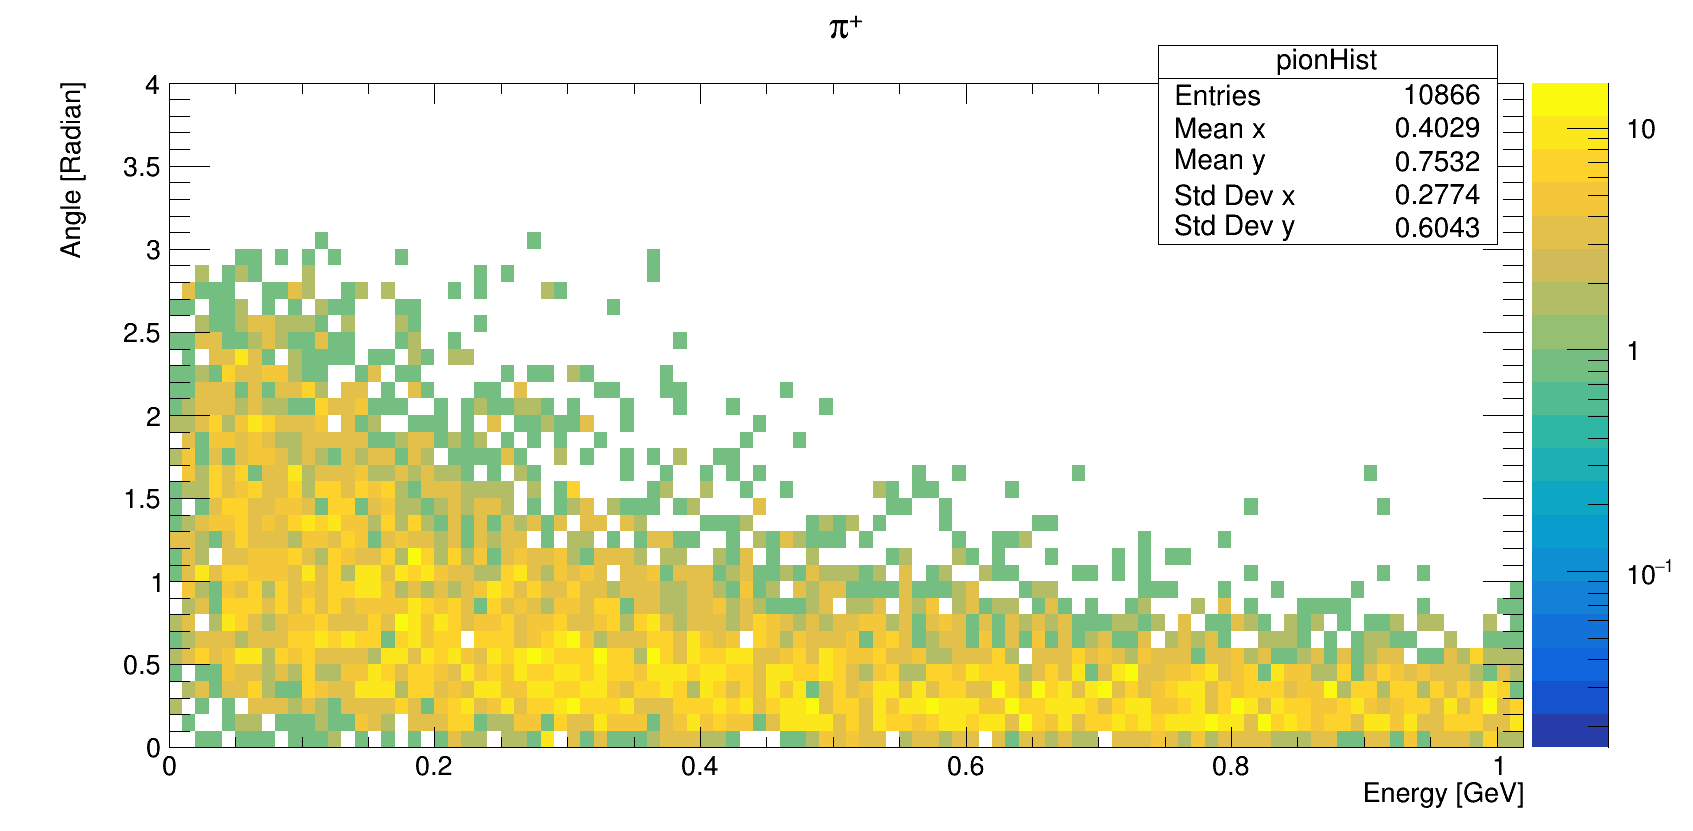 π⁺
pionHist
Entries 10866
Mean x 0.4029
Mean y 0.7532
Std Dev x 0.2774
Std Dev y 0.6043
Angle [Radian]
4
3.5
3
2.5
2
1.5
1
0.5
0
0 0.2 0.4 0.6 0.8 1
Energy [GeV]
10
1
10⁻¹